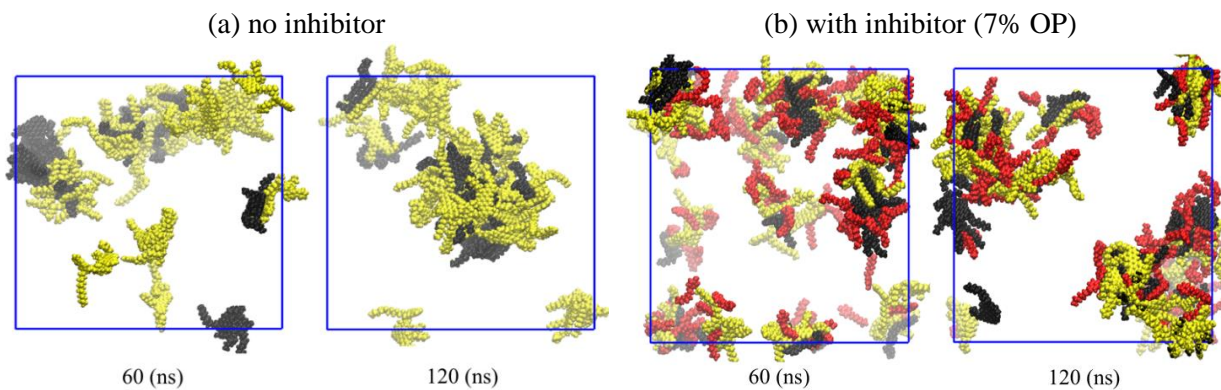 (a) no inhibitor
(b) with inhibitor (7% OP)
60 (ns)
120 (ns)
60 (ns)
120 (ns)